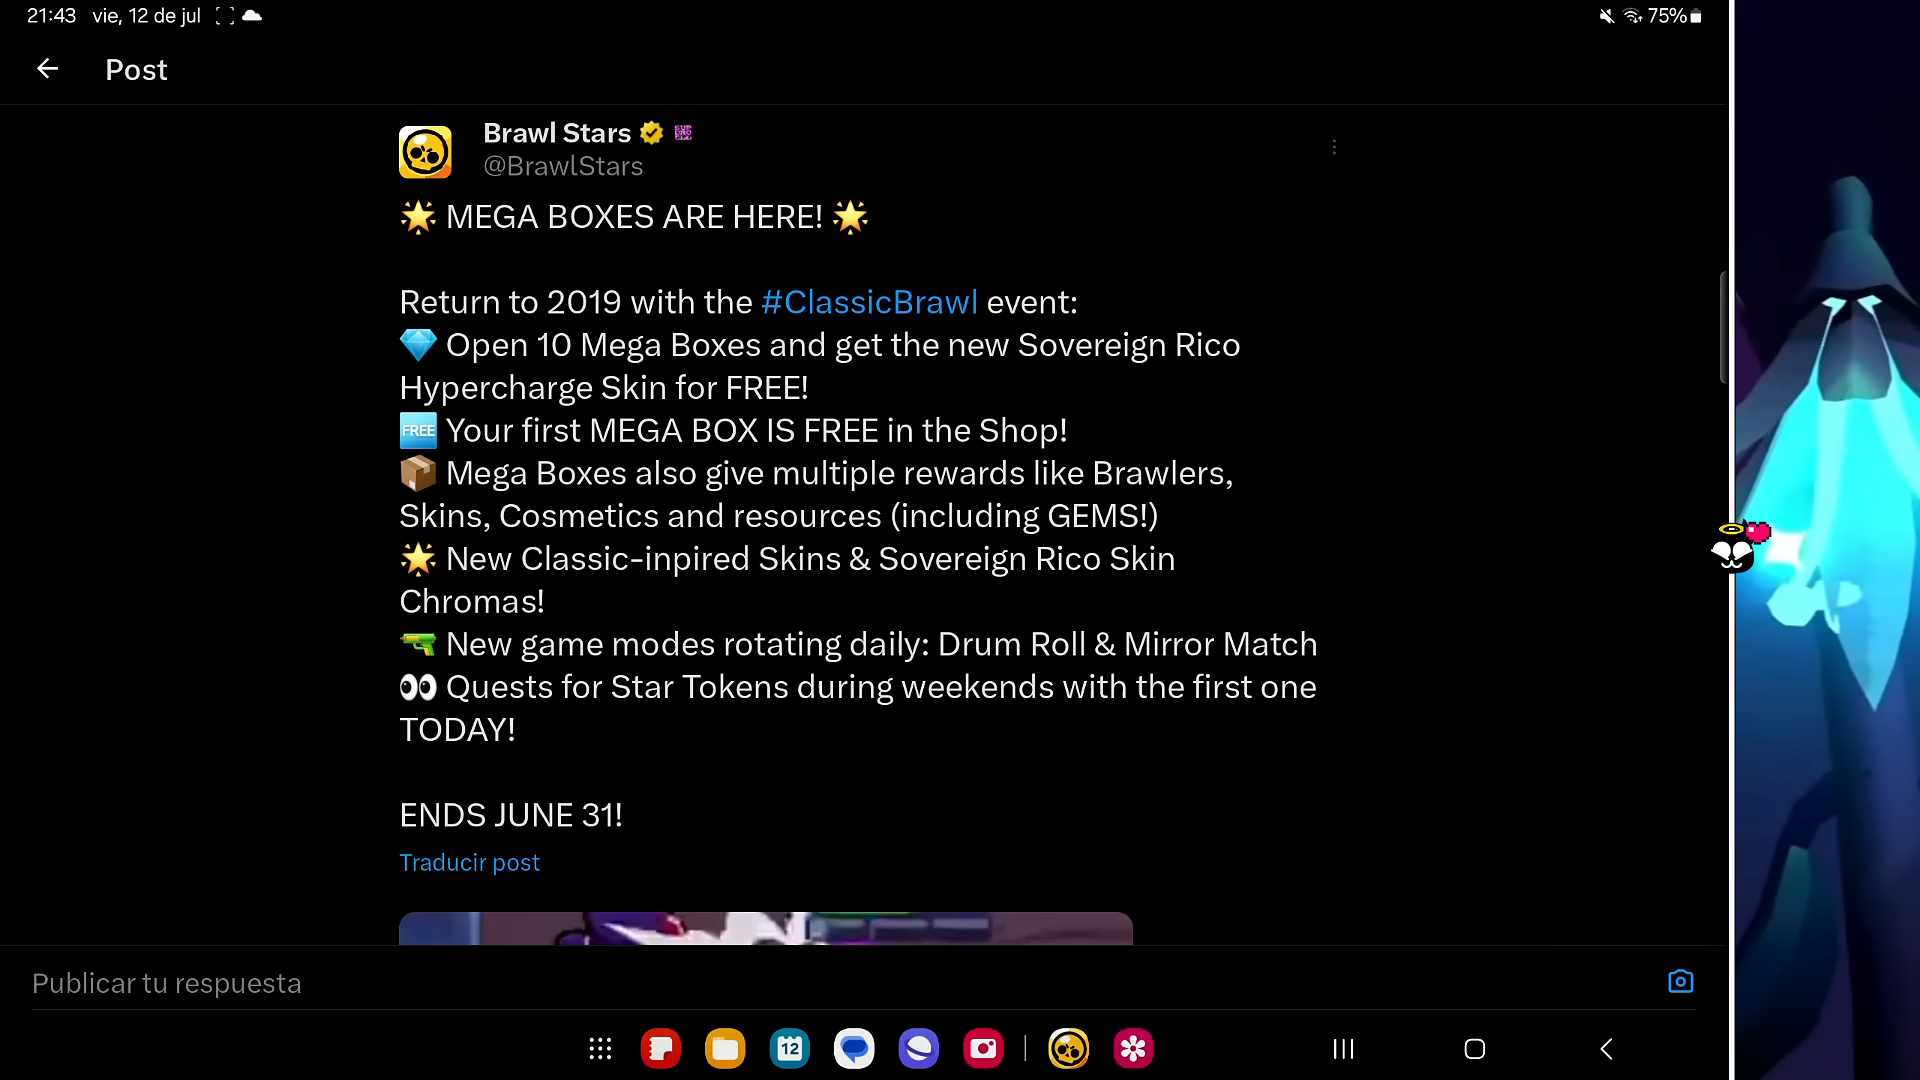 21:43 vie, 12 de jul 75%
Post
Brawl Stars
@BrawlStars
🌟 MEGA BOXES ARE HERE! 🌟
Return to 2019 with the #ClassicBrawl event:
💎 Open 10 Mega Boxes and get the new Sovereign Rico
Hypercharge Skin for FREE!
🆓 Your first MEGA BOX IS FREE in the Shop!
📦 Mega Boxes also give multiple rewards like Brawlers,
Skins, Cosmetics and resources (including GEMS!)
🌟 New Classic-inpired Skins & Sovereign Rico Skin
Chromas!
🔫 New game modes rotating daily: Drum Roll & Mirror Match
👀 Quests for Star Tokens during weekends with the first one
TODAY!
ENDS JUNE 31!
Traducir post
Publicar tu respuesta
12